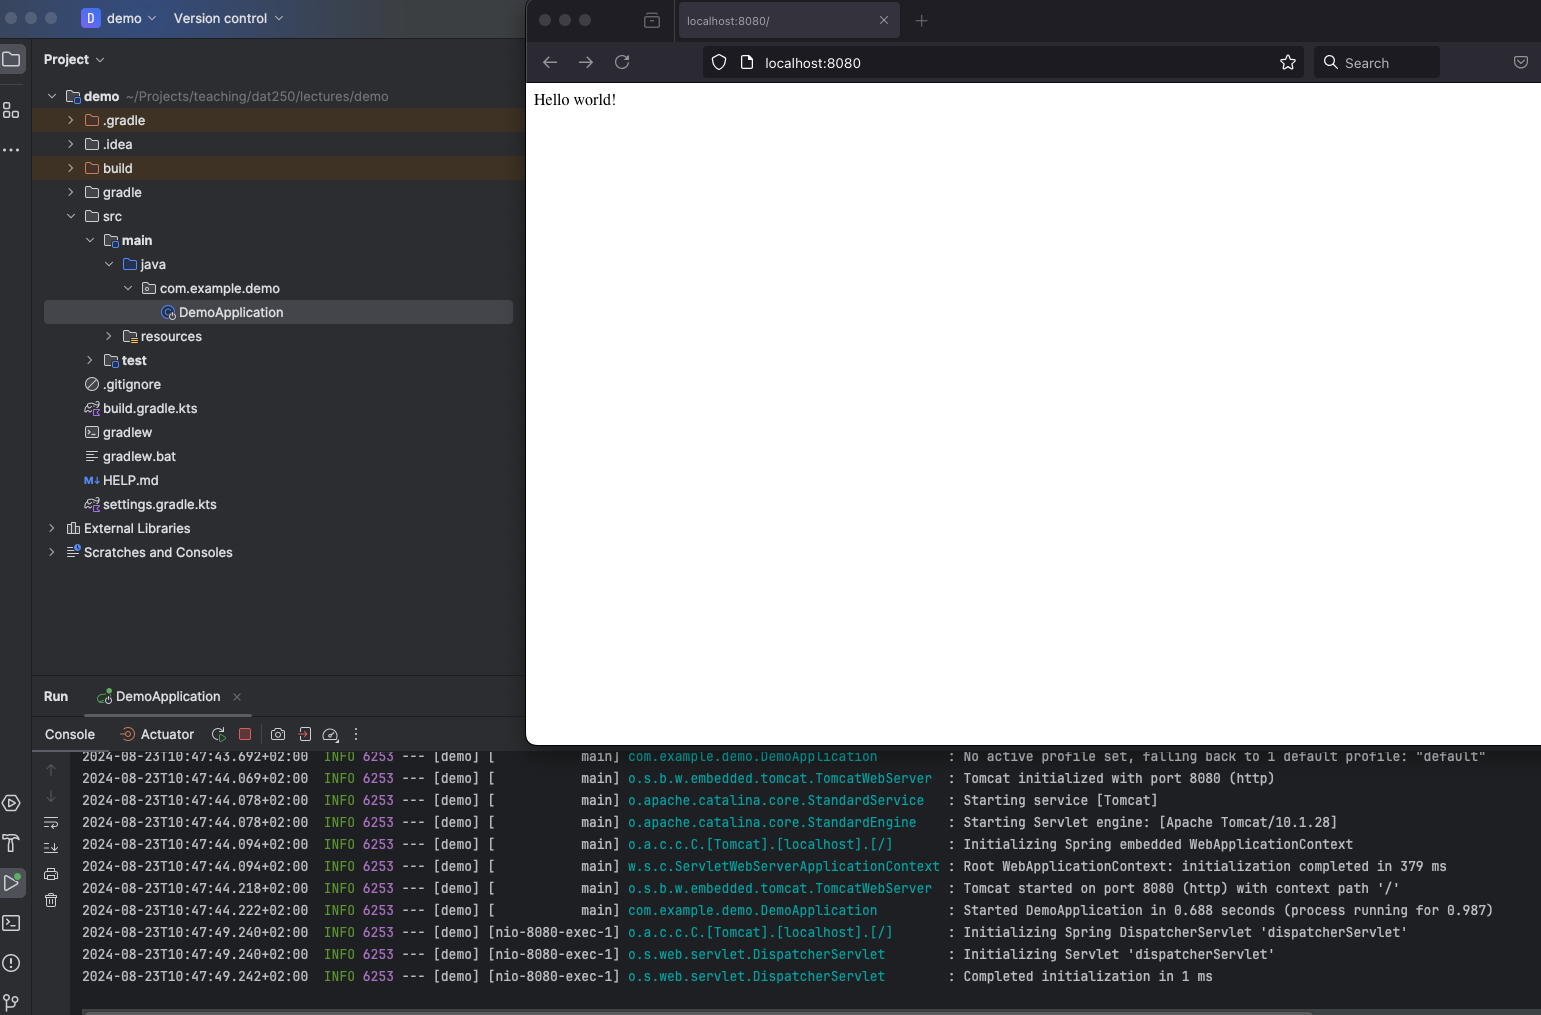 D demo Version control
Project
demo ~/Projects/teaching/dat250/lectures/demo
.gradle
.idea
build
gradle
src
main
java
com.example.demo
DemoApplication
resources
test
.gitignore
build.gradle.kts
gradlew
gradlew.bat
M↓ HELP.md
settings.gradle.kts
External Libraries
Scratches and Consoles
localhost:8080/
localhost:8080
Search
Hello world!
Run DemoApplication
Console Actuator
2024-08-23T10:47:43.692+02:00 INFO 6253 --- [demo] [ main] com.example.demo.DemoApplication : No active profile set, falling back to 1 default profile: "default"
2024-08-23T10:47:44.069+02:00 INFO 6253 --- [demo] [ main] o.s.b.w.embedded.tomcat.TomcatWebServer : Tomcat initialized with port 8080 (http)
2024-08-23T10:47:44.078+02:00 INFO 6253 --- [demo] [ main] o.apache.catalina.core.StandardService : Starting service [Tomcat]
2024-08-23T10:47:44.078+02:00 INFO 6253 --- [demo] [ main] o.apache.catalina.core.StandardEngine : Starting Servlet engine: [Apache Tomcat/10.1.28]
2024-08-23T10:47:44.094+02:00 INFO 6253 --- [demo] [ main] o.a.c.c.C.[Tomcat].[localhost].[/] : Initializing Spring embedded WebApplicationContext
2024-08-23T10:47:44.094+02:00 INFO 6253 --- [demo] [ main] w.s.c.ServletWebServerApplicationContext : Root WebApplicationContext: initialization completed in 379 ms
2024-08-23T10:47:44.218+02:00 INFO 6253 --- [demo] [ main] o.s.b.w.embedded.tomcat.TomcatWebServer : Tomcat started on port 8080 (http) with context path '/'
2024-08-23T10:47:44.222+02:00 INFO 6253 --- [demo] [ main] com.example.demo.DemoApplication : Started DemoApplication in 0.688 seconds (process running for 0.987)
2024-08-23T10:47:49.240+02:00 INFO 6253 --- [demo] [nio-8080-exec-1] o.a.c.c.C.[Tomcat].[localhost].[/] : Initializing Spring DispatcherServlet 'dispatcherServlet'
2024-08-23T10:47:49.240+02:00 INFO 6253 --- [demo] [nio-8080-exec-1] o.s.web.servlet.DispatcherServlet : Initializing Servlet 'dispatcherServlet'
2024-08-23T10:47:49.242+02:00 INFO 6253 --- [demo] [nio-8080-exec-1] o.s.web.servlet.DispatcherServlet : Completed initialization in 1 ms